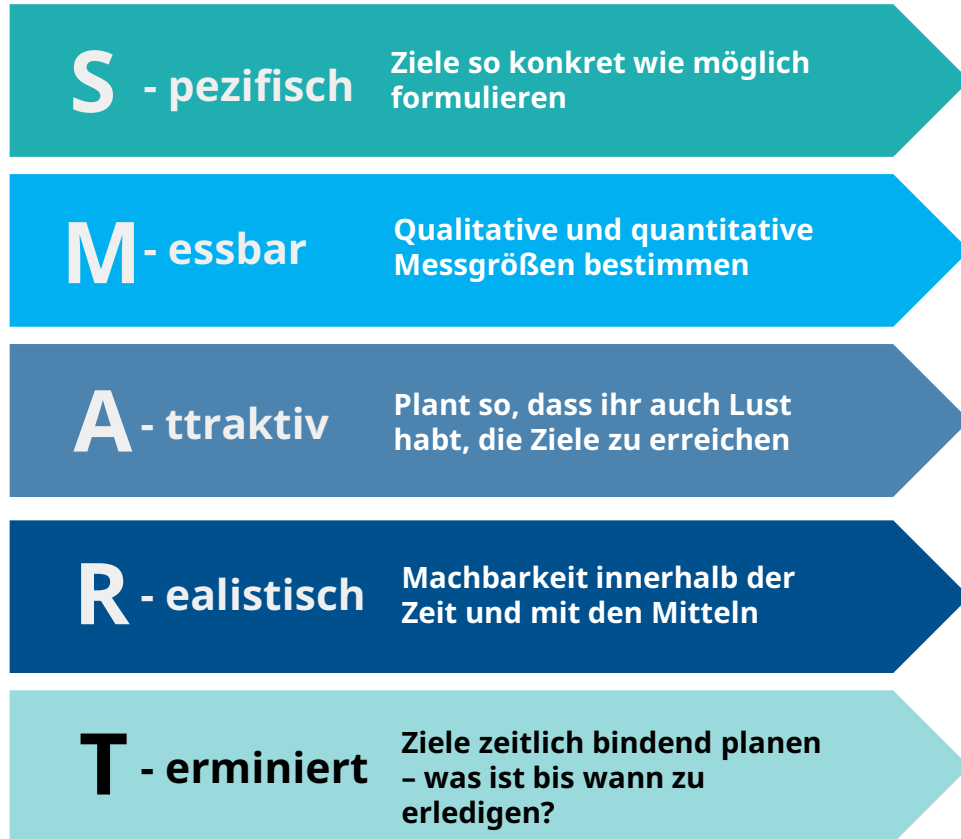 S - pezifisch
Ziele so konkret wie möglich
formulieren
M - essbar
Qualitative und quantitative
Messgrößen bestimmen
A - ttraktiv
Plant so, dass ihr auch Lust
habt, die Ziele zu erreichen
R - ealistisch
Machbarkeit innerhalb der
Zeit und mit den Mitteln
T - erminiert
Ziele zeitlich bindend planen
– was ist bis wann zu
erledigen?